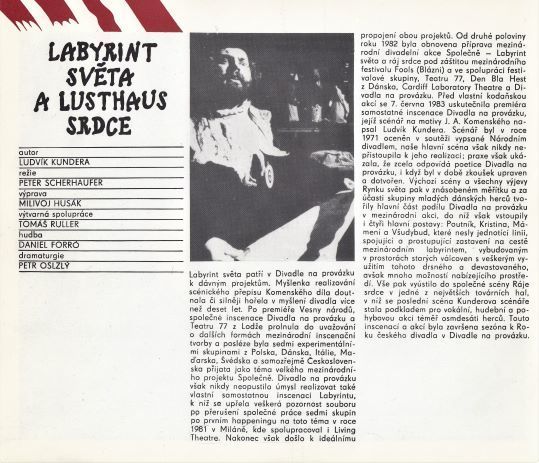 LABYRINT
SVĚTA
A LUSTHAUS
SRDCE
autor
LUDVÍK KUNDERA
režie
PETER SCHERHAUFER
výprava
MILIVOJ HUSÁK
výtvarná spolupráce
TOMÁŠ RULLER
hudba
DANIEL FORRÓ
dramaturgie
PETR OSLZLÝ
Labyrint světa patří v Divadle na provázku
k dávným projektům. Myšlenka realizování
scénického přepisu Komenského díla dout-
nala či silněji hořela v myšlení divadla více
než deset let. Po premiéře Vesny národů,
společné inscenace Divadla na provázku a
Teatru 77 z Lodže prolnula do uvažování
o dalších formách mezinárodní inscenační
tvorby a posléze byla sedmi experimentální-
mi skupinami z Polska, Dánska, Itálie, Ma-
ďarska, Švédska a samozřejmě Českosloven-
ska přijata jako téma velkého mezinárodní-
ho projektu Společně. Divadlo na provázku
však nikdy neopustilo úmysl realizovat také
vlastní samostatnou inscenaci Labyrintu,
k níž se upřela veškerá pozornost souboru
po přerušení společné práce sedmi skupin
po prvním happeningu na toto téma v roce
1981 v Miláně, kde spolupracoval i Living
Theatre. Nakonec však došlo k ideálnímu
propojení obou projektů. Od druhé poloviny
roku 1982 byla obnovena příprava meziná-
rodní divadelní akce Společně – Labyrint
světa a ráj srdce pod záštitou mezinárodního
festivalu Fools (Blázni) a ve spolupráci festi-
valové skupiny, Teatru 77, Den Bla Hest
z Dánska, Cardiff Laboratory Theatre a Di-
vadla na provázku. Před vlastní kodaňskou
akcí se 7. června 1983 uskutečnila premiéra
samostatné inscenace Divadla na provázku,
jejíž scénář na motivy J. A. Komenského na-
psal Ludvík Kundera. Scénář byl v roce
1971 oceněn v soutěži vypsané Národním
divadlem, naše hlavní scéna však nikdy ne-
přistoupila k jeho realizaci; praxe však uká-
zala, že zcela odpovídá poetice Divadla na
provázku, i když byl v době zkoušek upraven
a dotvořen. Výchozí scény a všechny výjevy
Rynku světa pak v znásobeném měřítku a za
účasti skupiny mladých dánských herců tvo-
řily hlavní část podílu Divadla na provázku
v mezinárodní akci, do níž však vstupily
i čtyři hlavní postavy: Poutník, Kristina, Má-
meni a Všudybud, které nesly jednotící linii,
spojující a prostupující zastavení na cestě
mezinárodním labyrintem, vybudovaným
v prostorách starých válcoven s veškerým vy-
užitím tohoto drsného a devastovaného,
avšak mnoho možností nabízejícího prostře-
dí. Vše pak vyústilo do společné scény Ráje
srdce v jedné z největších továrních hal,
v níž se poslední scéna Kunderova scénáře
stala podkladem pro vokální, hudební a po-
hybovou akci téměř osmdesáti herců. Touto
inscenací a akcí byla završena sezóna k Ro-
ku českého divadla v Divadle na provázku.